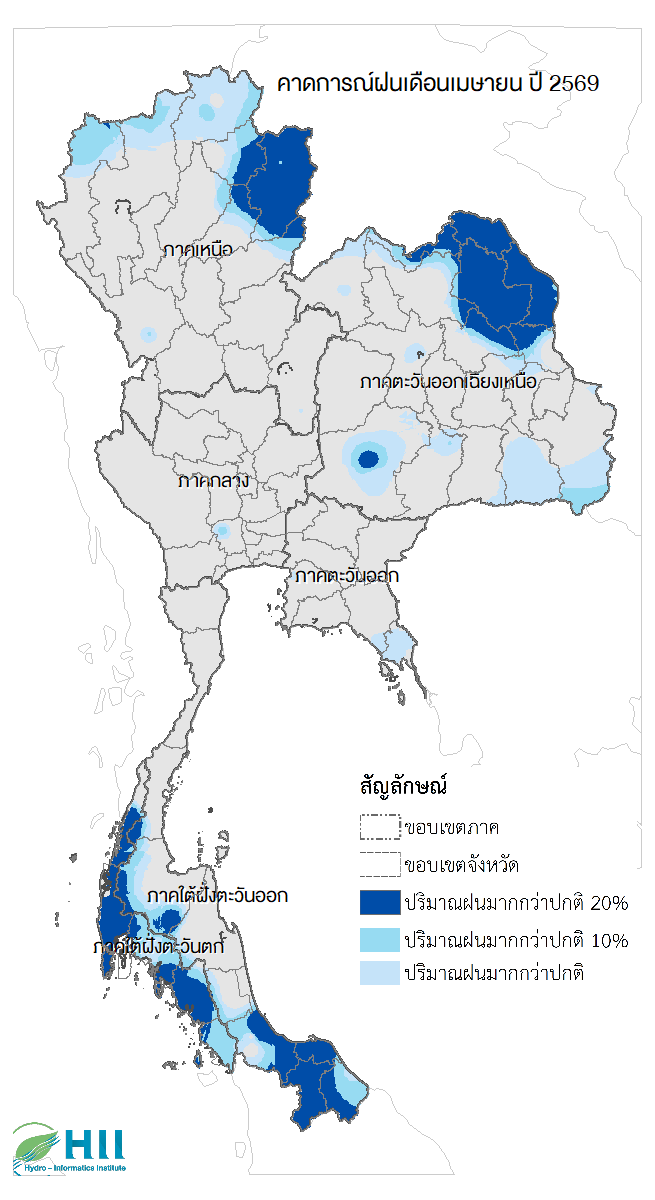 คาดการณ์ฝนเดือนเมษายน ปี 2569
ภาคเหนือ
ภาคตะวันออกเฉียงเหนือ
ภาคกลาง
ภาคตะวันออก
สัญลักษณ์
ขอบเขตภาค
ขอบเขตจังหวัด
ภาคใต้ฝั่งตะวันออก
ปริมาณฝนมากกว่าปกติ 20%
ภาคใต้ฝั่งตะวันตก
ปริมาณฝนมากกว่าปกติ 10%
ปริมาณฝนมากกว่าปกติ
HII
Hydro – Informatics Institute